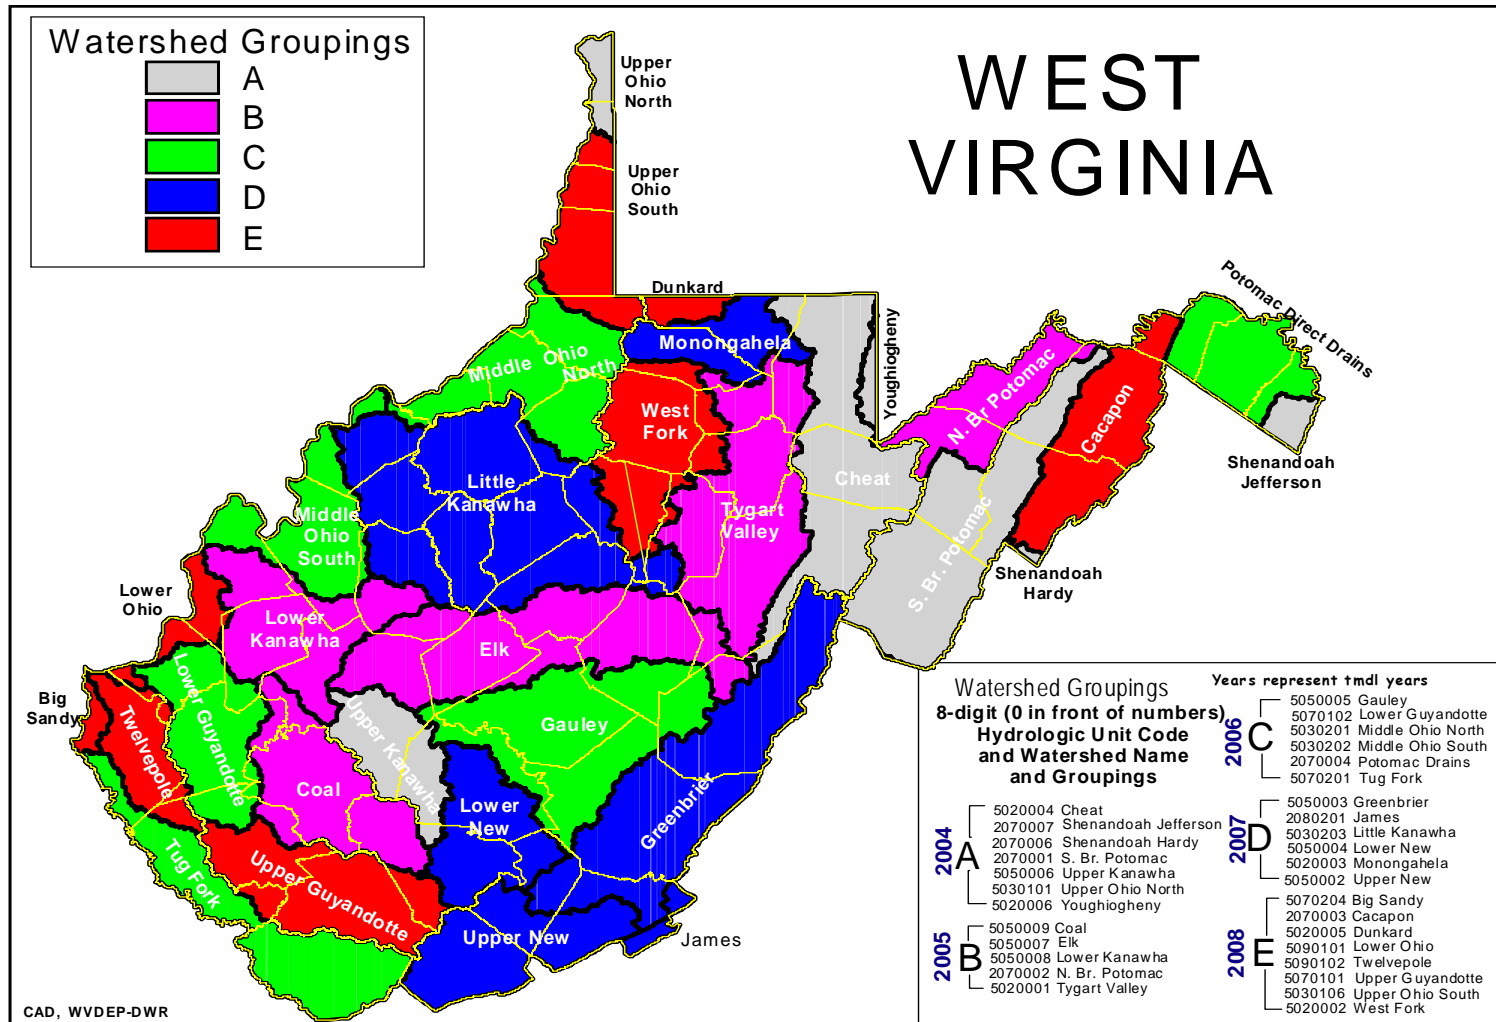 Watershed Groupings
A
B
C
D
E
WEST
VIRGINIA
Upper
Ohio
North
Upper
Ohio
South
Dunkard
Monongahela
Youghiogheny
Potomac Direct Drains
Middle Ohio
North
N. Br Potomac
West
Fork
Cacapon
Shenandoah
Jefferson
Cheat
Little
Kanawha
Tygart
Valley
Middle
Ohio
South
S. Br. Potomac
Shenandoah
Hardy
Lower
Ohio
Lower
Kanawha
Elk
Big
Sandy
Twelvepole
Lower Guyandotte
Upper Kanawha
Gauley
Coal
Lower
New
Greenbrier
Tug Fork
Upper Guyandotte
Upper New
James
CAD, WVDEP-DWR
Watershed Groupings
8-digit (0 in front of numbers)
Hydrologic Unit Code
and Watershed Name
and Groupings
Years represent tmdl years
2004
A
5020004 Cheat
2070007 Shenandoah Jefferson
2070006 Shenandoah Hardy
2070001 S. Br. Potomac
5050006 Upper Kanawha
5030101 Upper Ohio North
5020006 Youghiogheny
2005
B
5050009 Coal
5050007 Elk
5050008 Lower Kanawha
2070002 N. Br. Potomac
5020001 Tygart Valley
2006
C
5050005 Gauley
5070102 Lower Guyandotte
5030201 Middle Ohio North
5030202 Middle Ohio South
2070004 Potomac Drains
5070201 Tug Fork
2007
D
5050003 Greenbrier
2080201 James
5030203 Little Kanawha
5050004 Lower New
5020003 Monongahela
5050002 Upper New
2008
E
5070204 Big Sandy
2070003 Cacapon
5020005 Dunkard
5090101 Lower Ohio
5090102 Twelvepole
5070101 Upper Guyandotte
5030106 Upper Ohio South
5020002 West Fork